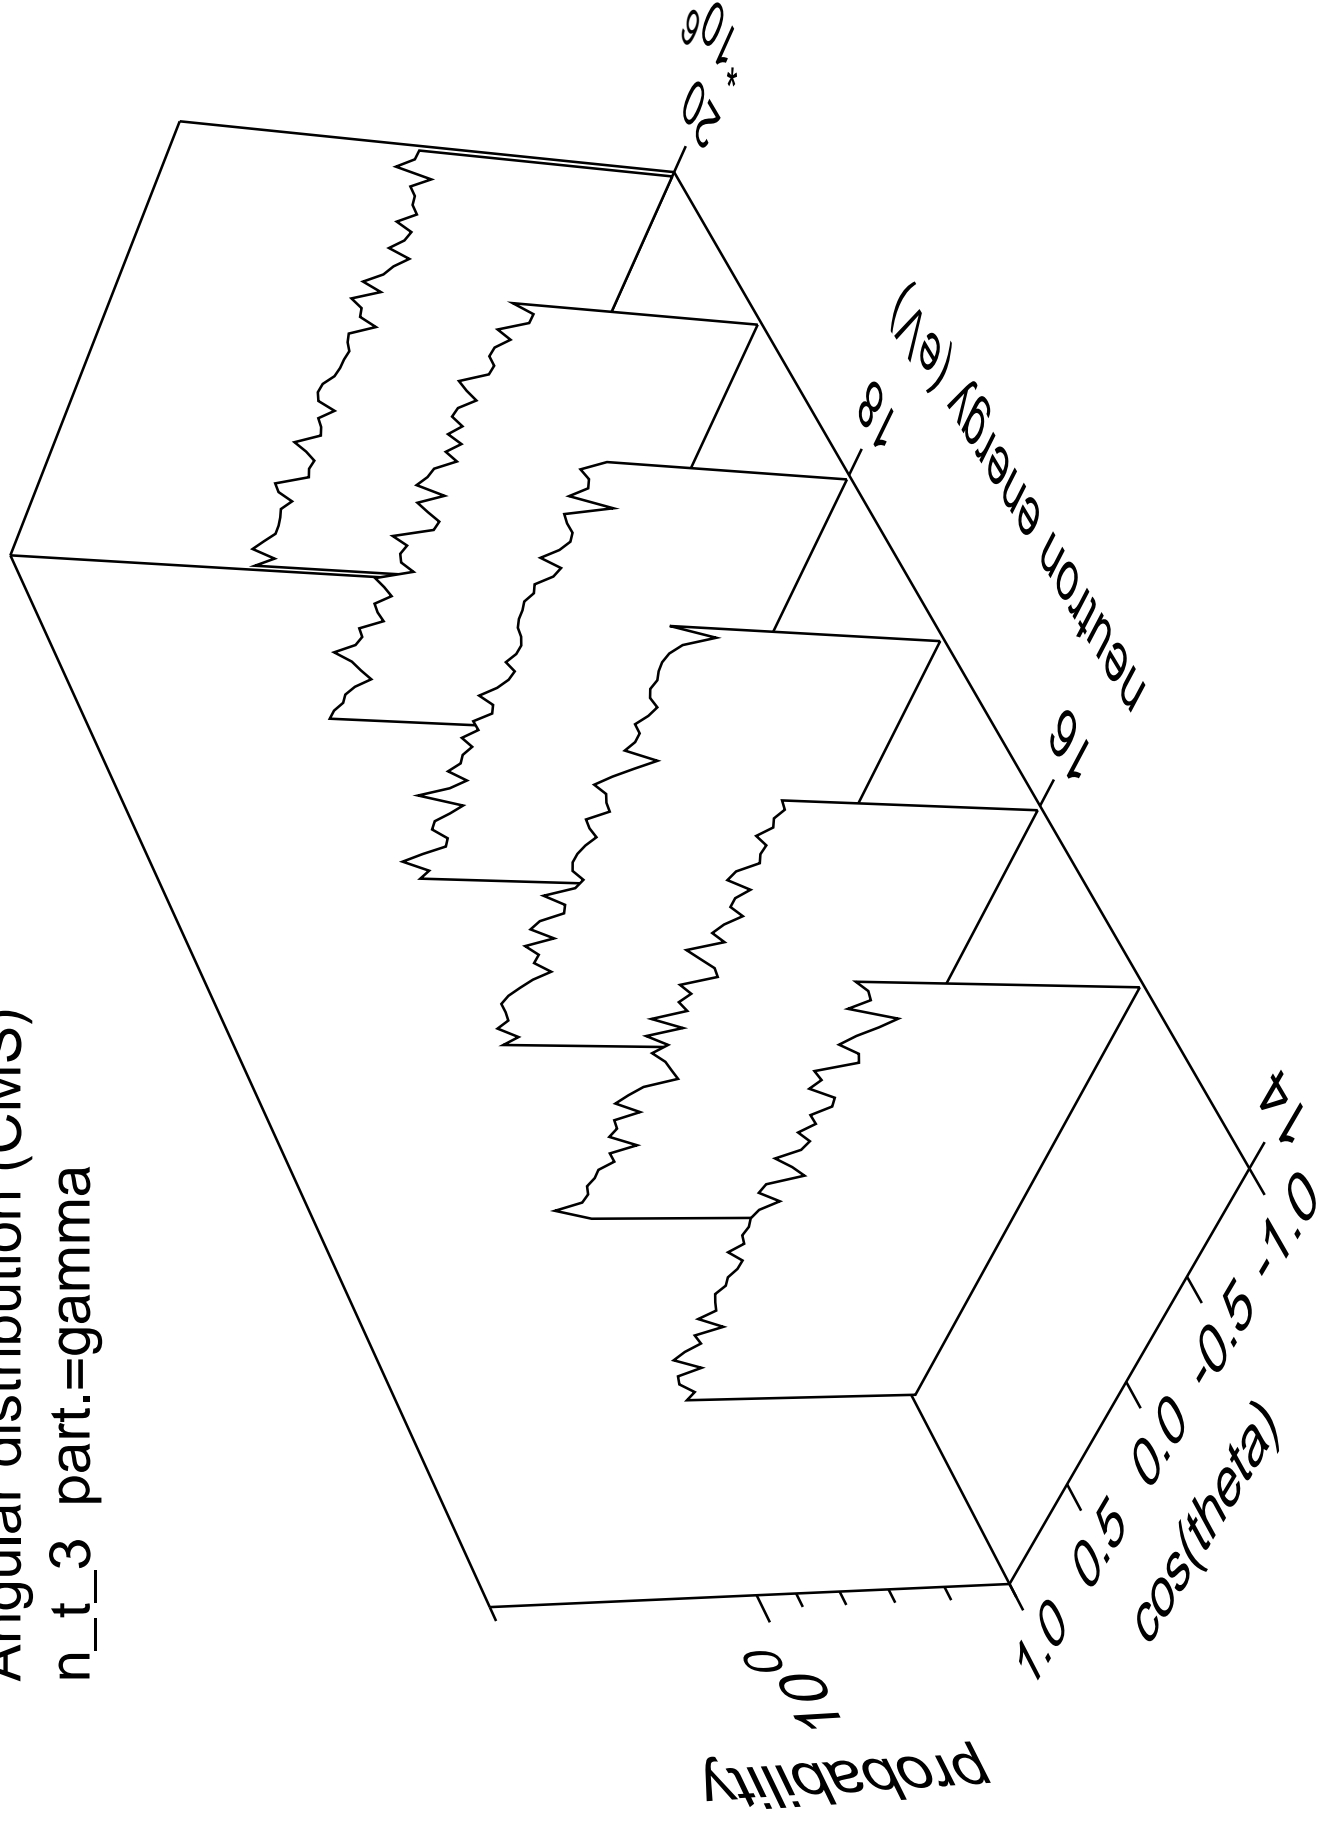 Angular distribution (CMS)
n_t_3 part.=gamma
probability
10 0
1.0 0.5 0.0 -0.5 -1.0
cos(theta)
14 16 18 20
* 10 6
neutron energy (eV)